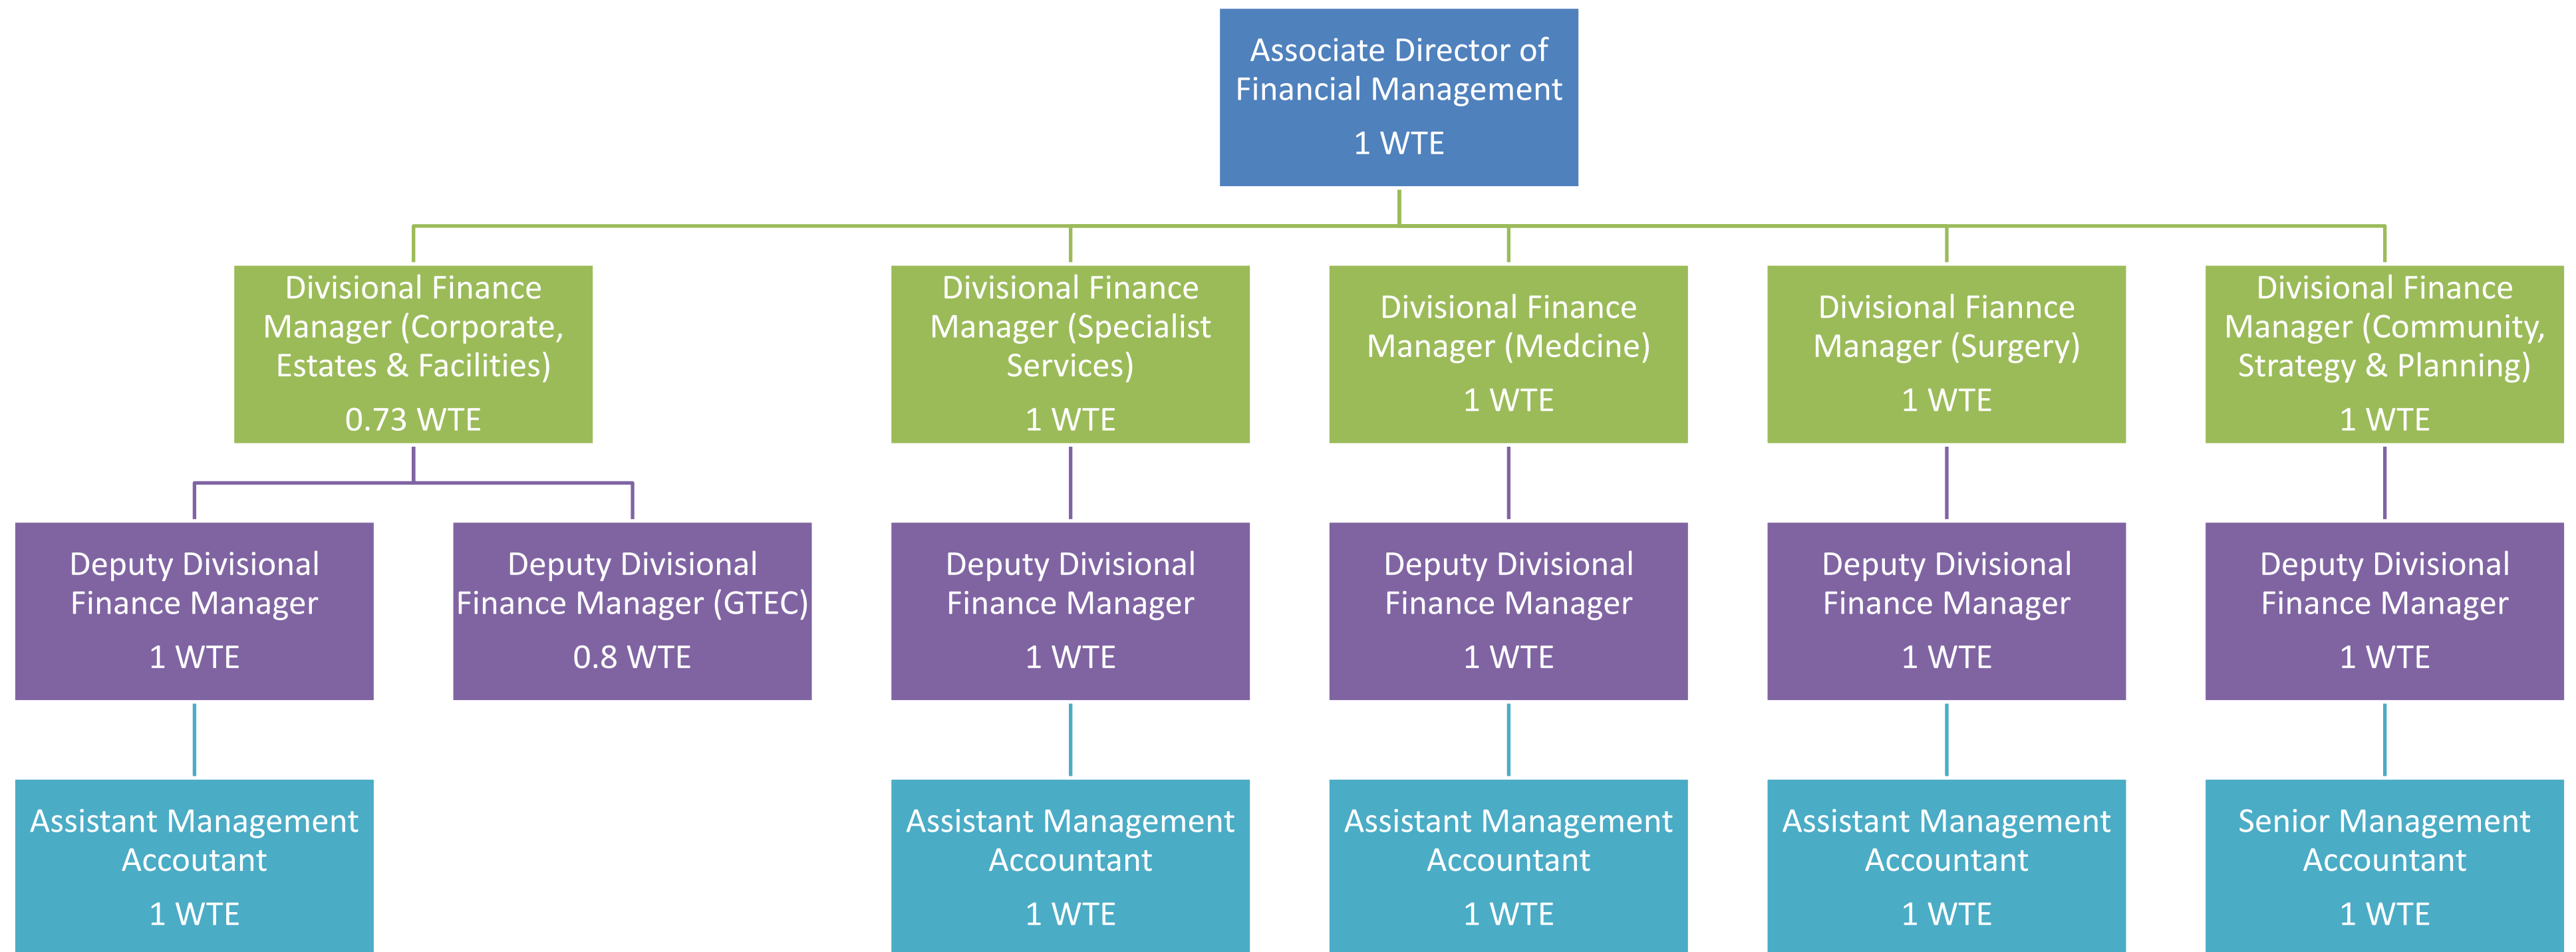 Associate Director of
Financial Management
1 WTE
Divisional Finance
Manager (Corporate,
Estates & Facilities)
0.73 WTE
Divisional Finance
Manager (Specialist
Services)
1 WTE
Divisional Finance
Manager (Medcine)
1 WTE
Divisional Fiannce
Manager (Surgery)
1 WTE
Divisional Finance
Manager (Community,
Strategy & Planning)
1 WTE
Deputy Divisional
Finance Manager
1 WTE
Deputy Divisional
Finance Manager (GTEC)
0.8 WTE
Deputy Divisional
Finance Manager
1 WTE
Deputy Divisional
Finance Manager
1 WTE
Deputy Divisional
Finance Manager
1 WTE
Deputy Divisional
Finance Manager
1 WTE
Assistant Management
Accoutant
1 WTE
Assistant Management
Accountant
1 WTE
Assistant Management
Accountant
1 WTE
Assistant Management
Accountant
1 WTE
Senior Management
Accountant
1 WTE